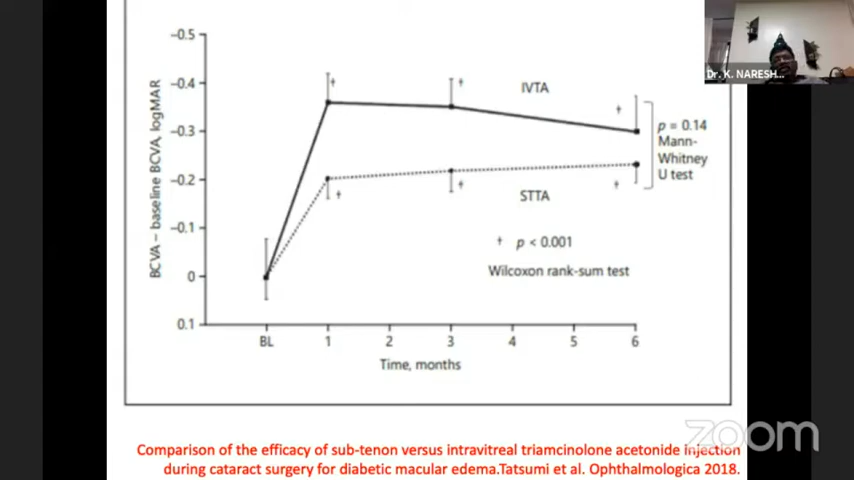 Dr. K. NARESH...
−0.5
−0.4
−0.3
−0.2
−0.1
0
0.1
BCVA − baseline BCVA, logMAR
† † IVTA †
p = 0.14
Mann-
Whitney
U test
† † †
STTA
† p < 0.001
Wilcoxon rank-sum test
BL 1 2 3 4 5 6
Time, months
zoom
Comparison of the efficacy of sub-tenon versus intravitreal triamcinolone acetonide injection
during cataract surgery for diabetic macular edema.Tatsumi et al. Ophthalmologica 2018.